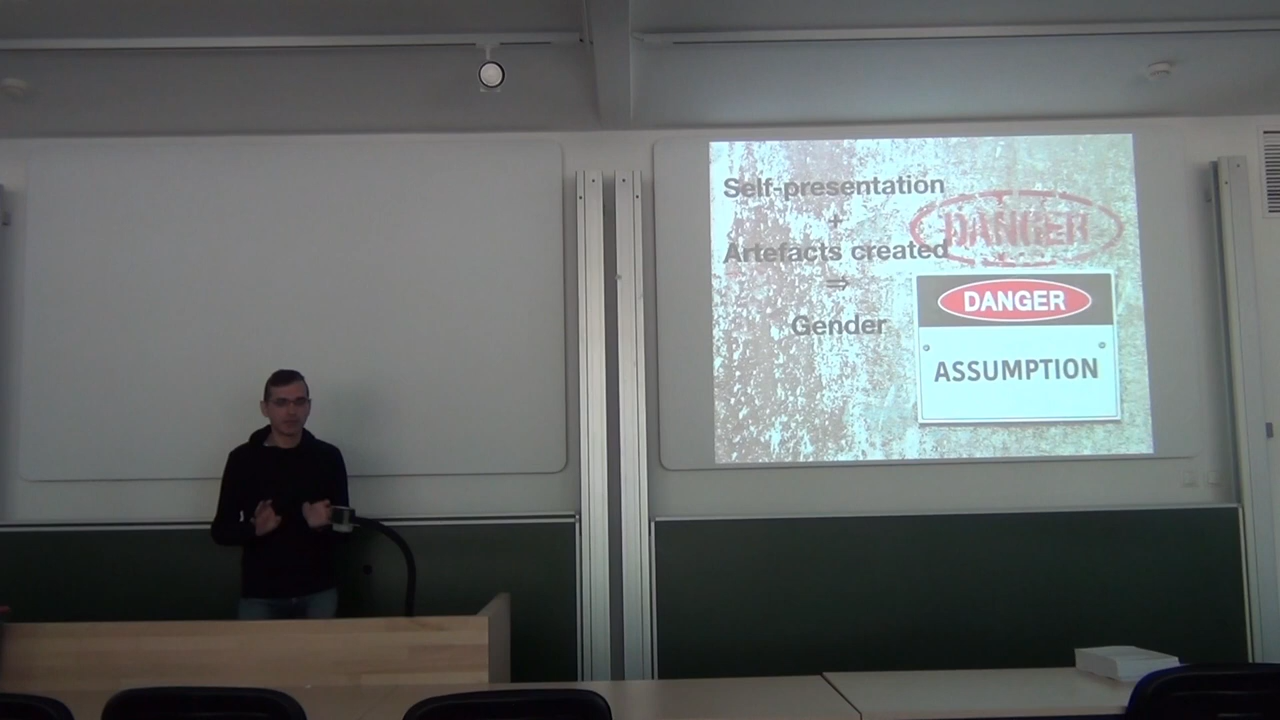 Self-presentation
+
Artefacts created
⇒
Gender
DANGER
DANGER
ASSUMPTION